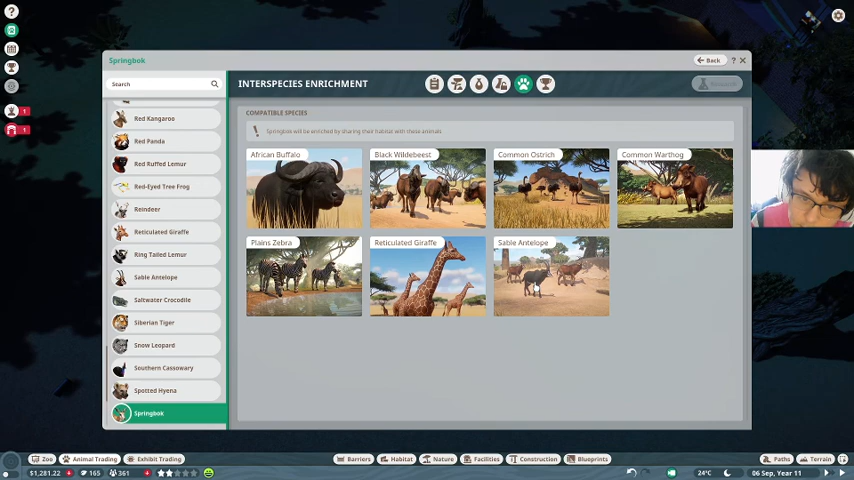 Springbok
Back
?
Search
INTERSPECIES ENRICHMENT
Research
COMPATIBLE SPECIES
Springbok will be enriched by sharing their habitat with these animals
Red Kangaroo
Red Panda
Red Ruffed Lemur
Red-Eyed Tree Frog
Reindeer
Reticulated Giraffe
Ring Tailed Lemur
Sable Antelope
Saltwater Crocodile
Siberian Tiger
Snow Leopard
Southern Cassowary
Spotted Hyena
Springbok
African Buffalo
Black Wildebeest
Common Ostrich
Common Warthog
Plains Zebra
Reticulated Giraffe
Sable Antelope
?
1
1
Zoo
Animal Trading
Exhibit Trading
Barriers
Habitat
Nature
Facilities
Construction
Blueprints
Paths
Terrain
$1,281.22
165
361
24°C
06 Sep, Year 11